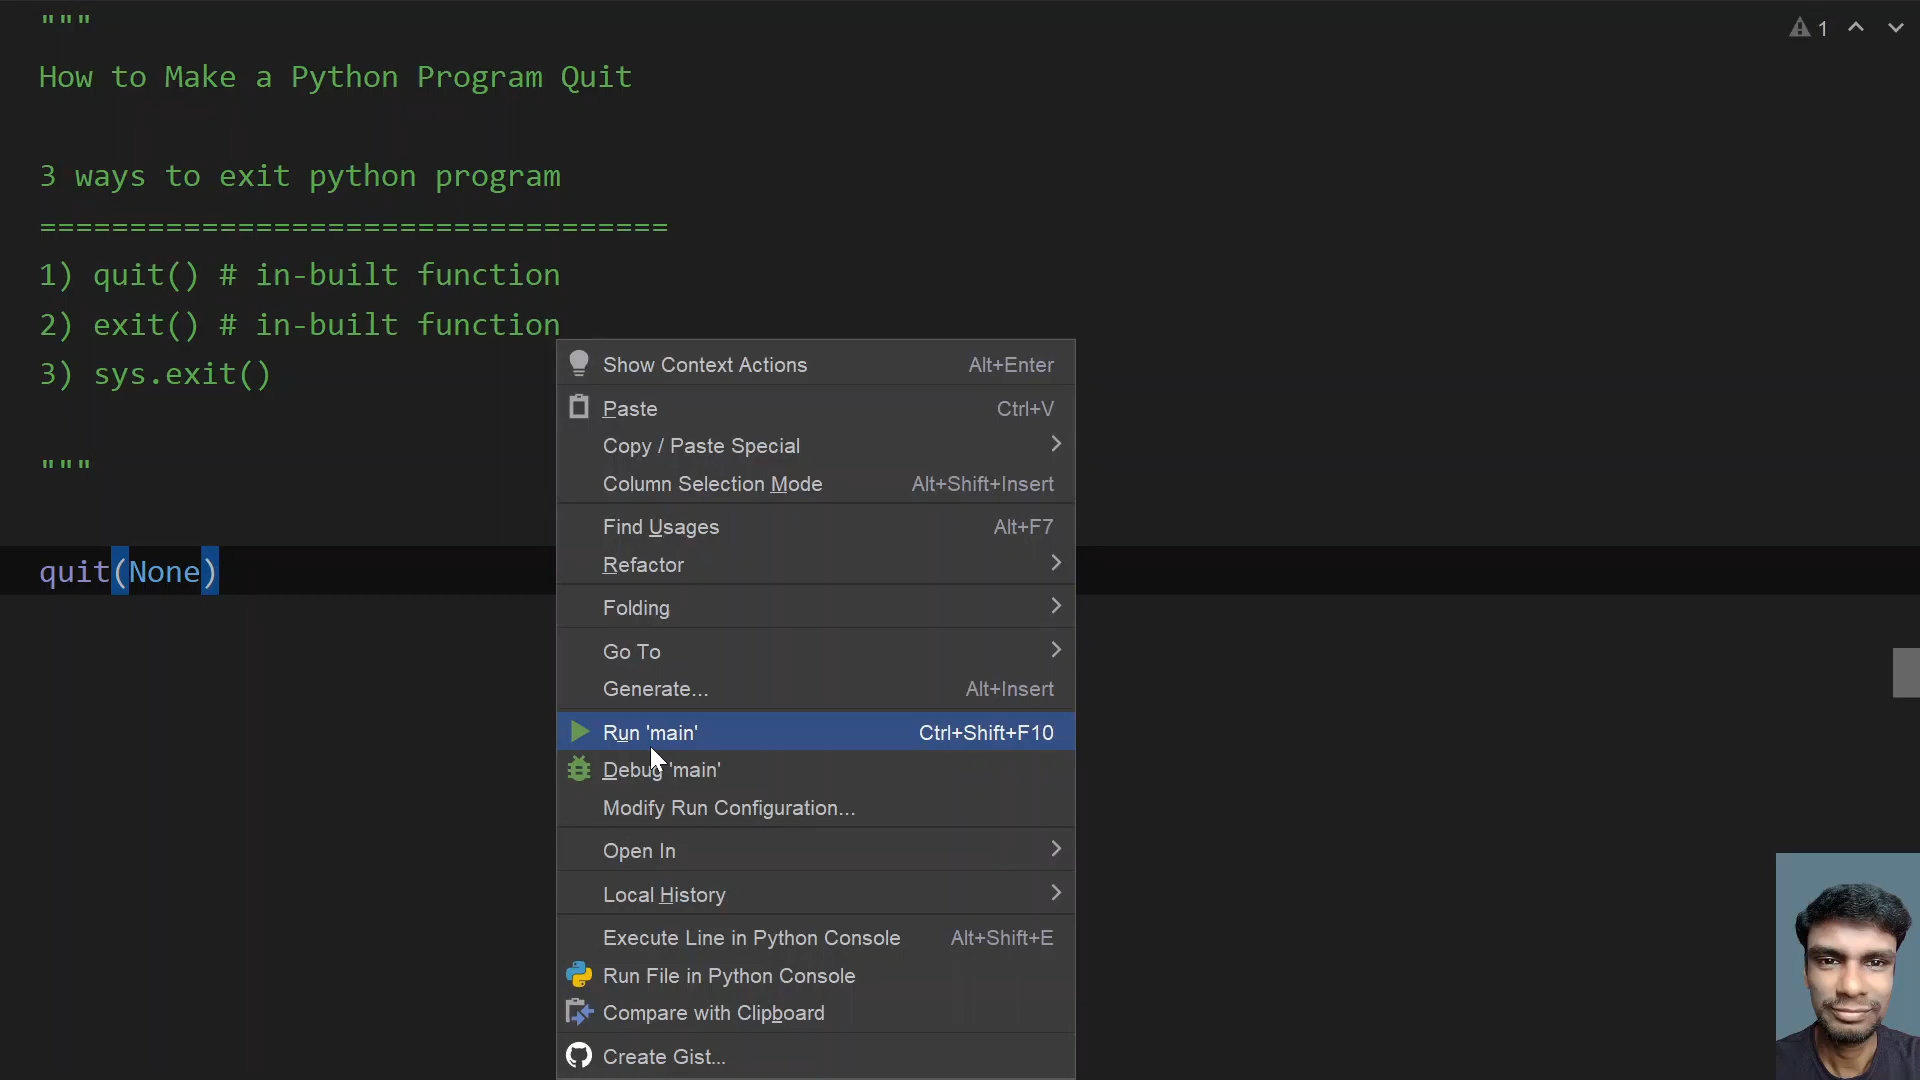 """
1
How to Make a Python Program Quit
3 ways to exit python program
===================================
1) quit() # in-built function
2) exit() # in-built function
3) sys.exit()
"""
quit(None)
Show Context Actions Alt+Enter
Paste Ctrl+V
Copy / Paste Special
Column Selection Mode Alt+Shift+Insert
Find Usages Alt+F7
Refactor
Folding
Go To
Generate... Alt+Insert
Run 'main' Ctrl+Shift+F10
Debug 'main'
Modify Run Configuration...
Open In
Local History
Execute Line in Python Console Alt+Shift+E
Run File in Python Console
Compare with Clipboard
Create Gist...